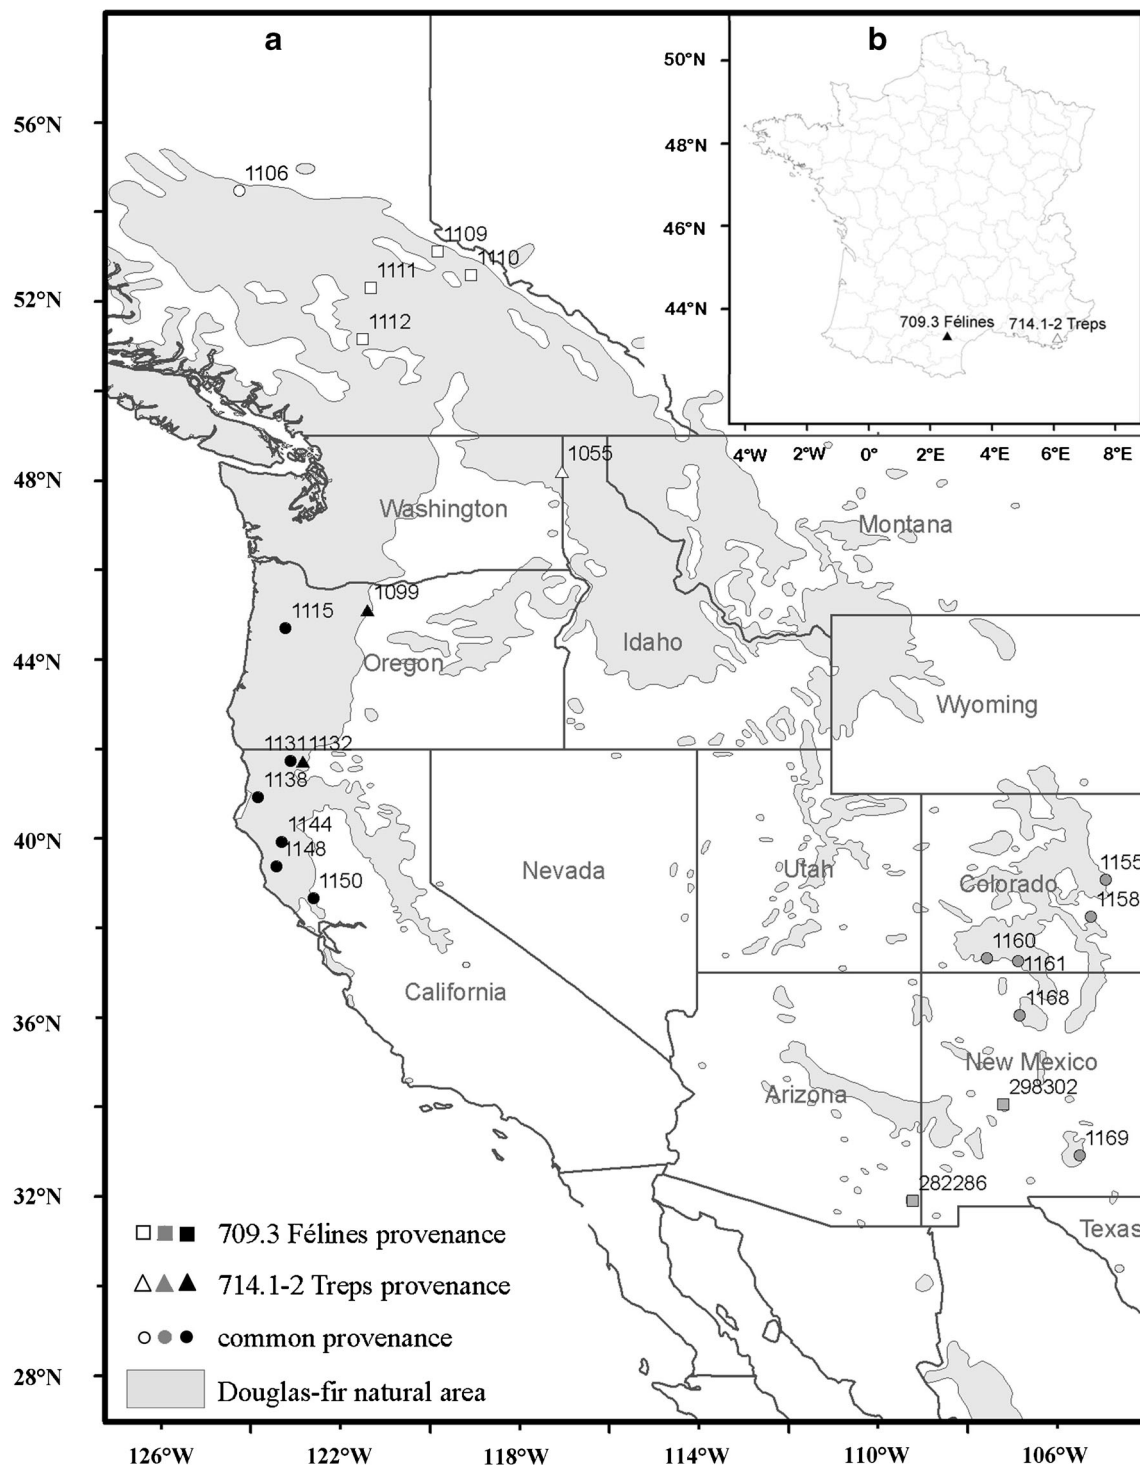 a
b
50°N
48°N
46°N
44°N
709.3 Félines
714.1-2 Treps
4°W
2°W
0°
2°E
4°E
6°E
8°E
56°N
52°N
48°N
44°N
40°N
36°N
32°N
28°N
1106
1109
1110
1111
1112
1055
Washington
Montana
1099
1115
Idaho
Oregon
Wyoming
1131
1132
1138
1144
1148
1150
Nevada
Utah
Colorado
1155
1158
1160
1161
California
1168
New Mexico
Arizona
298302
1169
282286
Texas
709.3 Félines provenance
714.1-2 Treps provenance
common provenance
Douglas-fir natural area
126°W
122°W
118°W
114°W
110°W
106°W